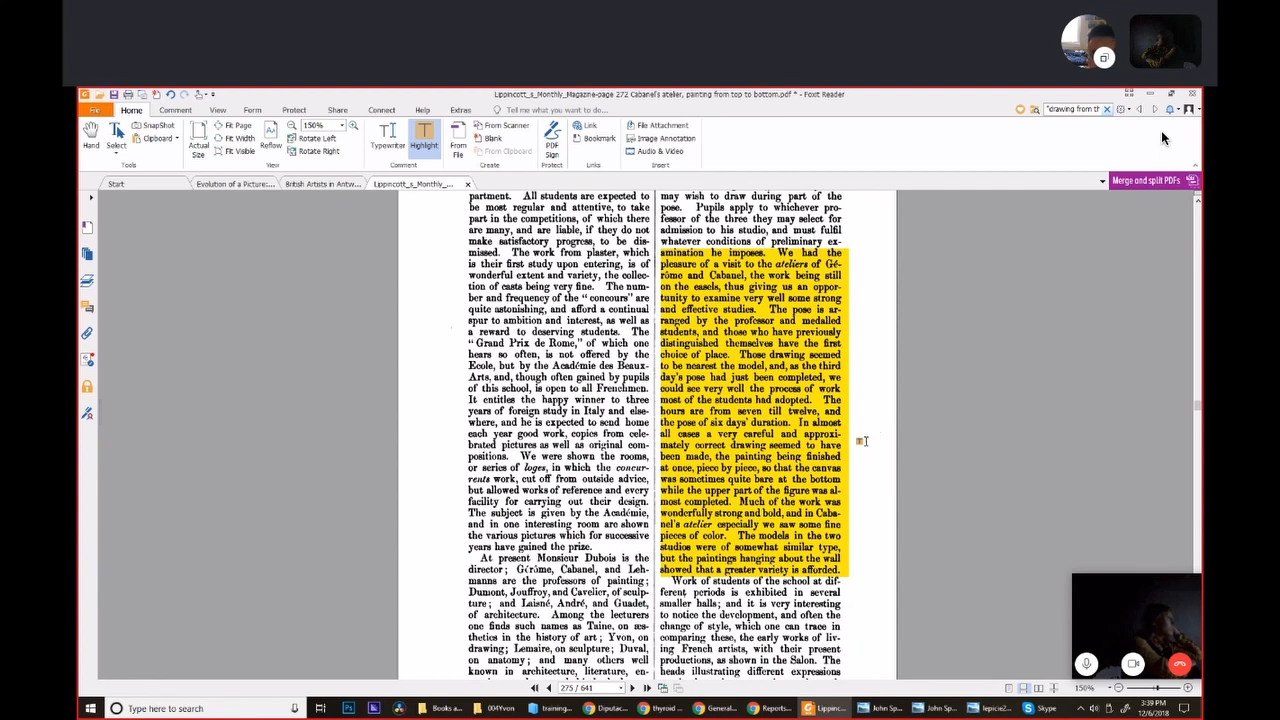 Lippincott_s_Monthly_Magazine-page 272 Cabanel's atelier, painting from top to bottom.pdf * - Foxit Reader
File Home Comment View Form Protect Share Connect Help Extras Tell me what you want to do... "drawing from th
Hand Select SnapShot Clipboard Actual Size Fit Page Fit Width Fit Visible Reflow 150% Rotate Left Rotate Right Typewriter Highlight From File From Scanner Blank From Clipboard PDF Sign Link Bookmark File Attachment Image Annotation Audio & Video
Tools View Comment Create Protect Links Insert
Start Evolution of a Picture:... British Artists in Antw... Lippincott_s_Monthly_... Merge and split PDFs
partment. All students are expected to
be most regular and attentive, to take
part in the competitions, of which there
are many, and are liable, if they do not
make satisfactory progress, to be dis-
missed. The work from plaster, which
is their first study upon entering, is of
wonderful extent and variety, the collec-
tion of casts being very fine. The num-
ber and frequency of the "concours" are
quite astonishing, and afford a continual
spur to ambition and interest, as well as
a reward to deserving students. The
"Grand Prix de Rome," of which one
hears so often, is not offered by the
Ecole, but by the Académie des Beaux-
Arts, and, though often gained by pupils
of this school, is open to all Frenchmen.
It entitles the happy winner to three
years of foreign study in Italy and else-
where, and he is expected to send home
each year good work, copies from cele-
brated pictures as well as original com-
positions. We were shown the rooms,
or series of loges, in which the concur-
rents work, cut off from outside advice,
but allowed works of reference and every
facility for carrying out their design.
The subject is given by the Académie,
and in one interesting room are shown
the various pictures which for successive
years have gained the prize.
At present Monsieur Dubois is the
director; Gérôme, Cabanel, and Leh-
manns are the professors of painting;
Dumont, Jouffroy, and Cavelier, of sculp-
ture; and Laisné, André, and Guadet,
of architecture. Among the lecturers
one finds such names as Taine, on æs-
thetics in the history of art; Yvon, on
drawing; Lemaire, on sculpture; Duval,
on anatomy; and many others well
known in architecture, literature, en-
may wish to draw during part of the
pose. Pupils apply to whichever pro-
fessor of the three they may select for
admission to his studio, and must fulfil
whatever conditions of preliminary ex-
amination he imposes. We had the
pleasure of a visit to the ateliers of Gé-
rôme and Cabanel, the work being still
on the easels, thus giving us an oppor-
tunity to examine very well some strong
and effective studies. The pose is ar-
ranged by the professor and medalled
students, and those who have previously
distinguished themselves have the first
choice of place. Those drawing seemed
to be nearest the model, and, as the third
day's pose had just been completed, we
could see very well the process of work
most of the students had adopted. The
hours are from seven till twelve, and
the pose of six days' duration. In almost
all cases a very careful and approxi-
mately correct drawing seemed to have
been made, the painting being finished
at once, piece by piece, so that the canvas
was sometimes quite bare at the bottom
while the upper part of the figure was al-
most completed. Much of the work was
wonderfully strong and bold, and in Caba-
nel's atelier especially we saw some fine
pieces of color. The models in the two
studios were of somewhat similar type,
but the paintings hanging about the wall
showed that a greater variety is afforded.
Work of students of the school at dif-
ferent periods is exhibited in several
smaller halls; and it is very interesting
to notice the development, and often the
change of style, which one can trace in
comparing these, the early works of liv-
ing French artists, with their present
productions, as shown in the Salon. The
heads illustrating different expressions
275 / 641 150%
Type here to search Books a... 004Yvon training... Diputac... thyroid ... General... Reports... Lippinc... John Sp... John Sp... lepicie2... Skype 3:39 PM
12/6/2018